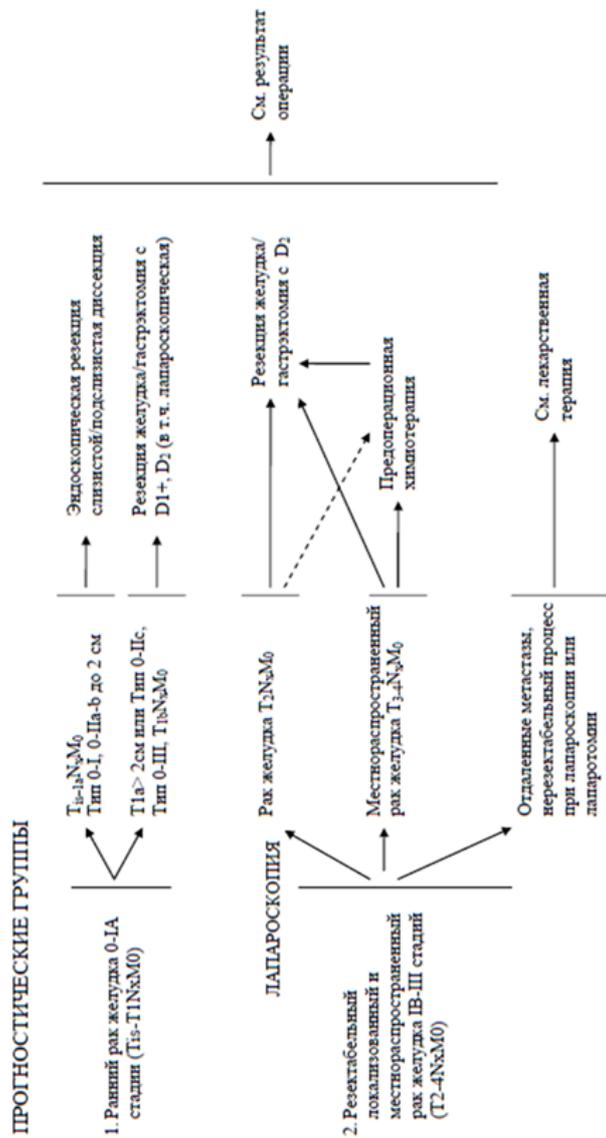 ПРОГНОСТИЧЕСКИЕ ГРУППЫ
1. Ранний рак желудка 0-IA
стадии (Tis-T1NxM0)
Tis-1aNxM0
Тип 0-I, 0-IIa-b до 2 см
T1a> 2см или Тип 0-IIc,
Тип 0-III, T1bNxM0
Эндоскопическая резекция
слизистой/подслизистая диссекция
Резекция желудка/гастрэктомия с
D1+, D2 (в т.ч. лапароскопическая)
ЛАПАРОСКОПИЯ
2. Резектабельный
локализованный и
местнораспространенный
рак желудка IB-III стадий
(T2-4NxM0)
Рак желудка T2NxM0
Местнораспространенный
рак желудка T3-4NxM0
Отдаленные метастазы,
нерезектабельный процесс
при лапароскопии или
лапаротомии
Резекция желудка/
гастрэктомия с D2
Предоперационная
химиотерапия
См. лекарственная
терапия
См. результат
операции